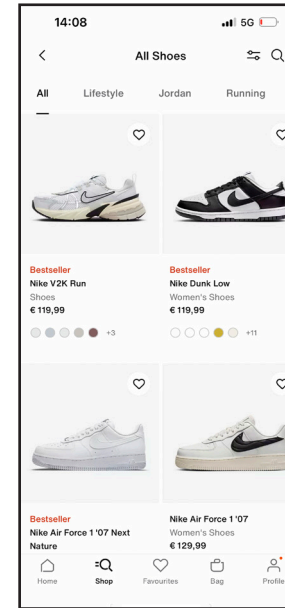 14:08
5G
All Shoes
All Lifestyle Jordan Running
Bestseller
Nike V2K Run
Shoes
€ 119,99
+3
Bestseller
Nike Dunk Low
Women's Shoes
€ 119,99
+11
Bestseller
Nike Air Force 1 '07 Next
Nature
Nike Air Force 1 '07
Women's Shoes
€ 129,99
Home Shop Favourites Bag Profile